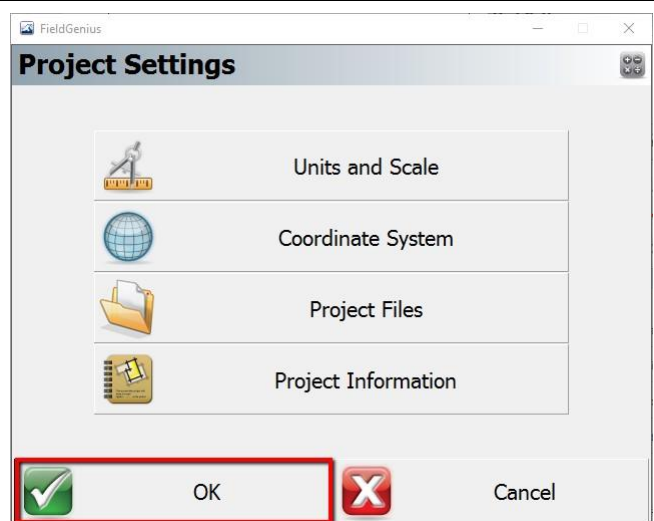 FieldGenius
Project Settings
Units and Scale
Coordinate System
Project Files
Project Information
OK
Cancel